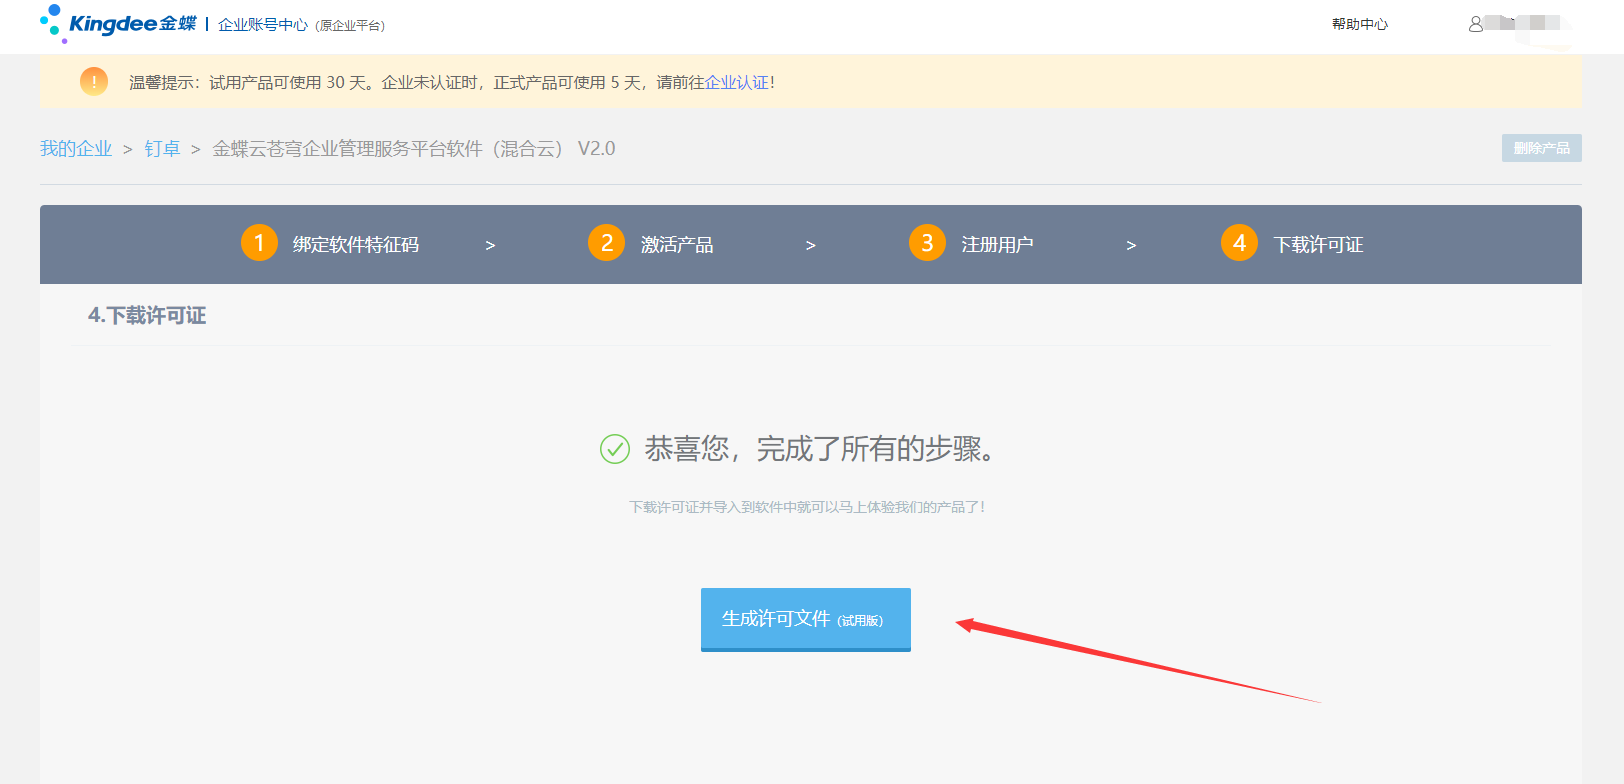 Kingdee金蝶 | 企业账号中心（原企业平台）
帮助中心
! 温馨提示：试用产品可使用 30 天。企业未认证时，正式产品可使用 5 天，请前往企业认证！
我的企业 > 钉卓 > 金蝶云苍穹企业管理服务平台软件（混合云） V2.0
删除产品
1 绑定软件特征码 > 2 激活产品 > 3 注册用户 > 4 下载许可证
4.下载许可证
恭喜您，完成了所有的步骤。
下载许可证并导入到软件中就可以马上体验我们的产品了！
生成许可文件（试用版）